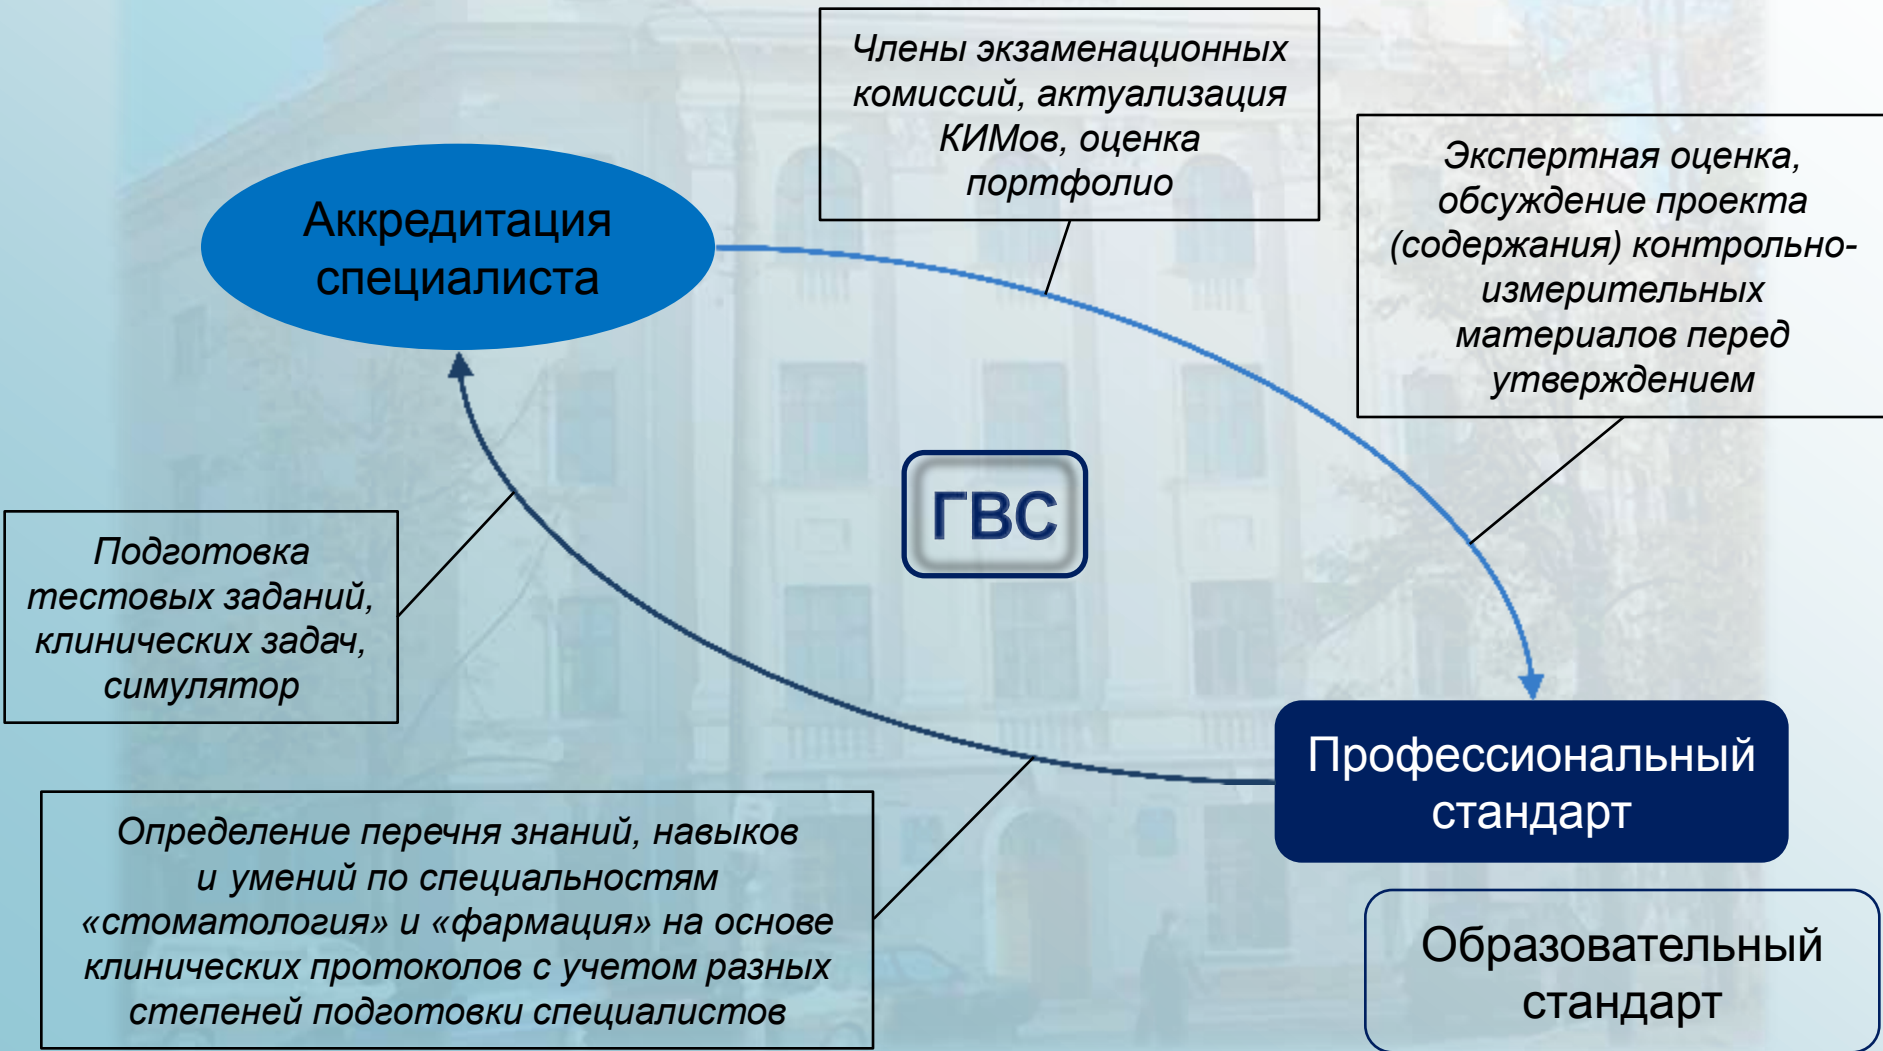 Члены экзаменационных
комиссий, актуализация
КИМов, оценка
портфолио
Экспертная оценка,
обсуждение проекта
(содержания) контрольно-
измерительных
материалов перед
утверждением
Аккредитация
специалиста
ГВС
Подготовка
тестовых заданий,
клинических задач,
симулятор
Профессиональный
стандарт
Определение перечня знаний, навыков
и умений по специальностям
«стоматология» и «фармация» на основе
клинических протоколов с учетом разных
степеней подготовки специалистов
Образовательный
стандарт